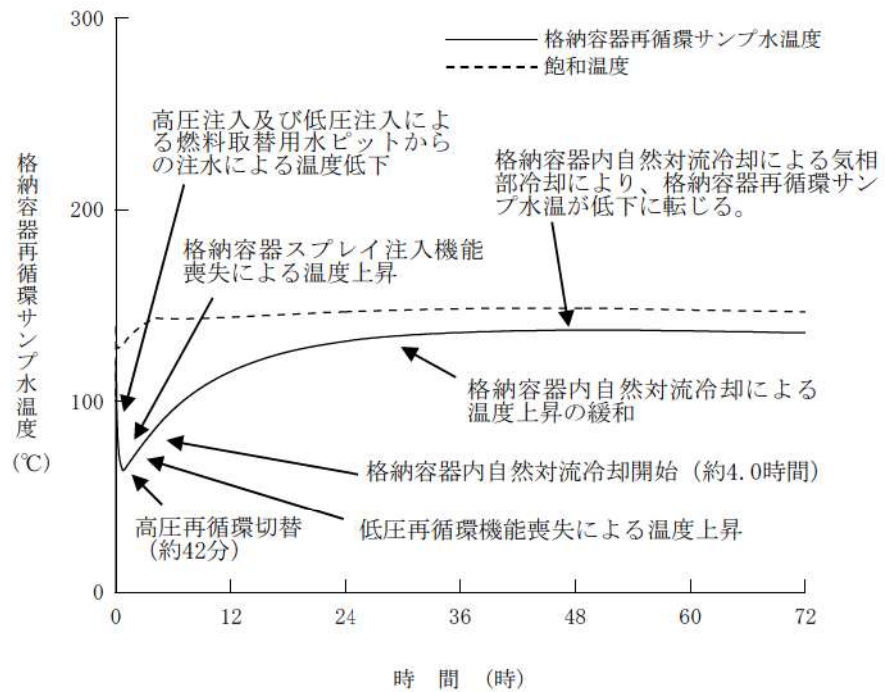 300
格納容器再循環サンプ水温度
飽和温度
高圧注入及び低圧注入によ
る燃料取替用水ピットから
の注水による温度低下
格納容器内自然対流冷却による気相
部冷却により、格納容器再循環サン
プ水温が低下に転じる。
200
格納容器スプレイ注入機能
喪失による温度上昇
格納容器再循環サンプ水温度
(℃)
100
格納容器内自然対流冷却による
温度上昇の緩和
格納容器内自然対流冷却開始（約4.0時間）
高圧再循環切替
（約42分）
低圧再循環機能喪失による温度上昇
0
0 12 24 36 48 60 72
時 間 (時)